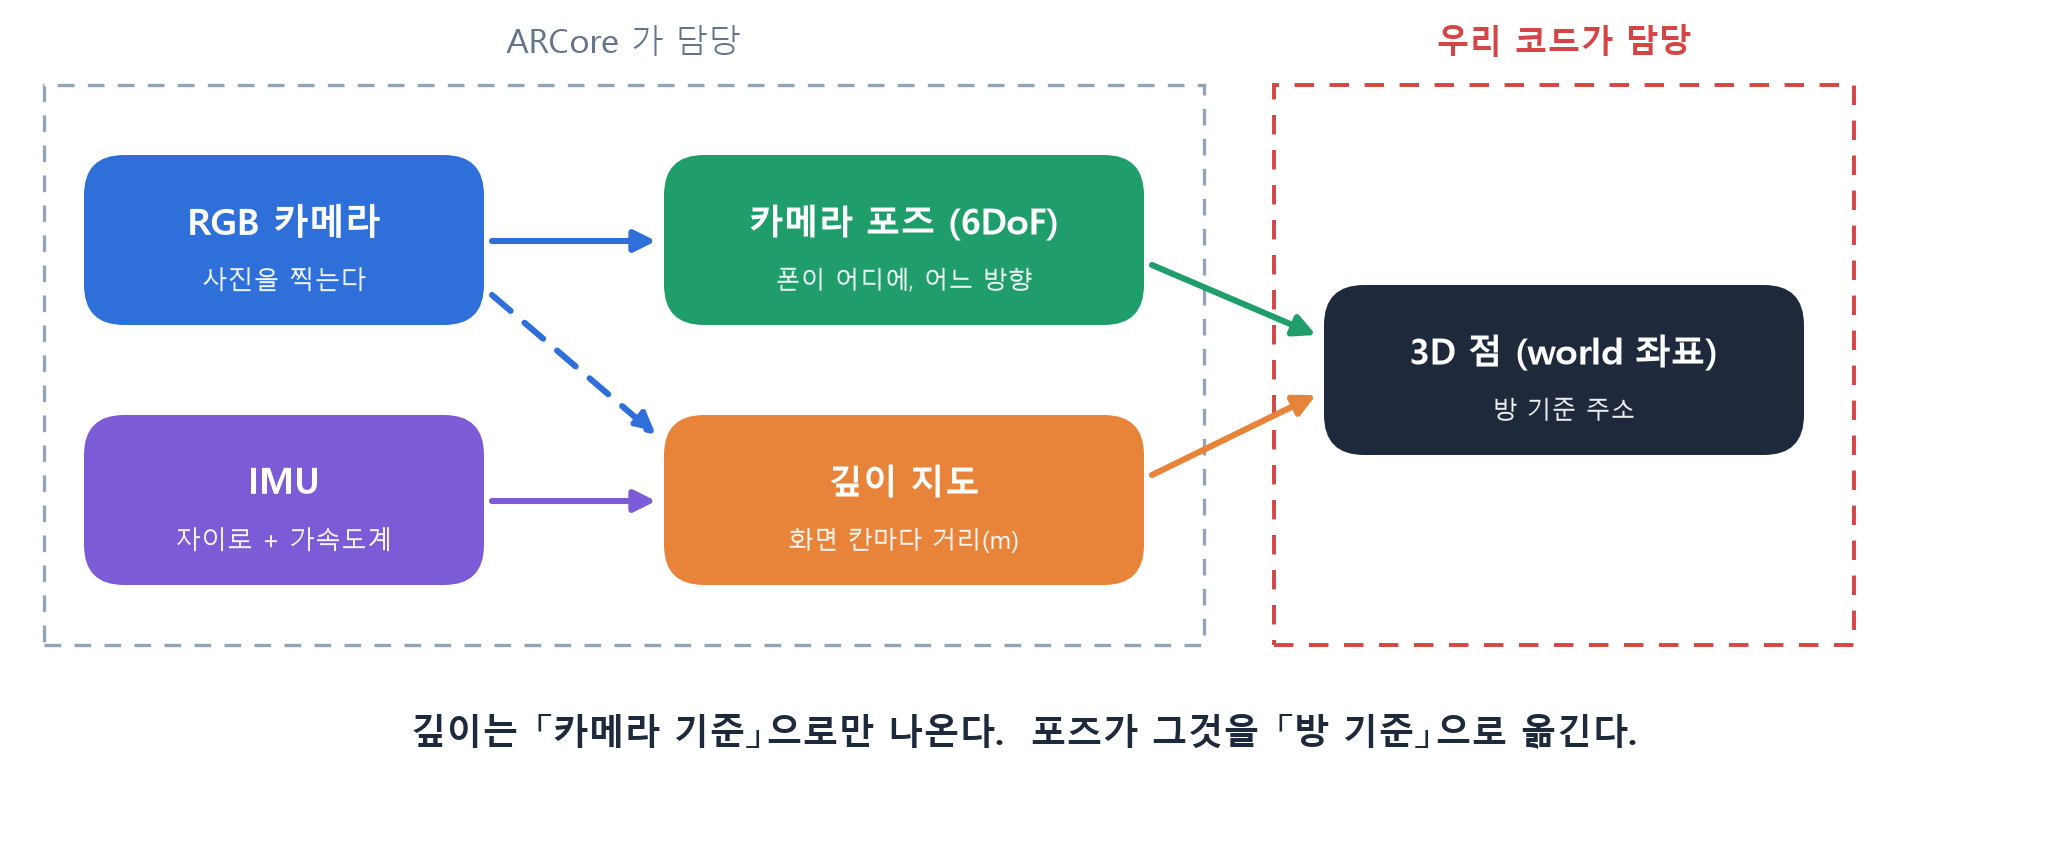 ARCore 가 담당
우리 코드가 담당
RGB 카메라
사진을 찍는다
카메라 포즈 (6DoF)
폰이 어디에, 어느 방향
3D 점 (world 좌표)
방 기준 주소
IMU
자이로 + 가속도계
깊이 지도
화면 칸마다 거리(m)
깊이는 「카메라 기준」으로만 나온다. 포즈가 그것을 「방 기준」으로 옮긴다.